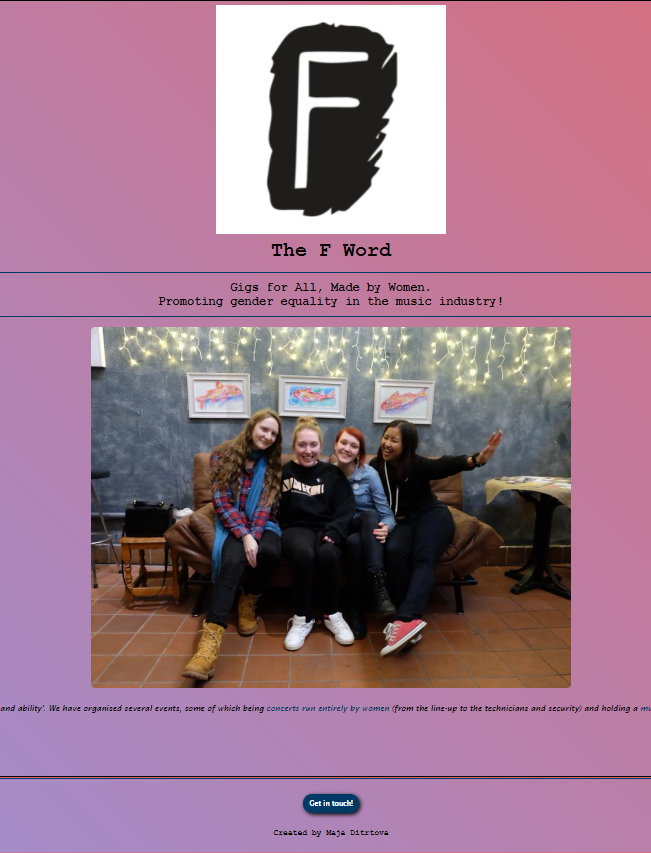 F
The F Word
Gigs for All, Made by Women.
Promoting gender equality in the music industry!
and ability'. We have organised several events, some of which being concerts run entirely by women (from the line-up to the technicians and security) and holding a
Get in touch!
Created by Maja Ditrtova